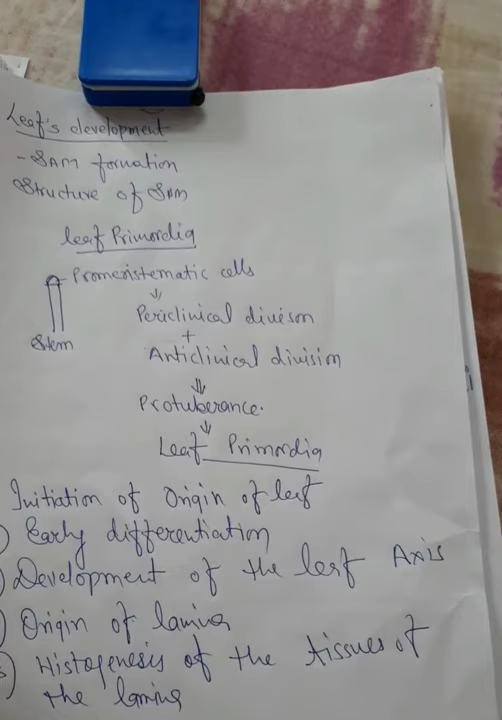 Leaf's development
- SAM formation
Structure of SAM
leaf Primordia
Promeristematic cells
⇓
Periclinical divison
Stem
+
Anticlinical division
⇓
Protuberance.
⇓
Leaf Primordia
Initiation of Origin of leaf
) Early differentiation
) Development of the leaf Axis
) Origin of lamina
) Histogenesis of the tissues of
the lamina